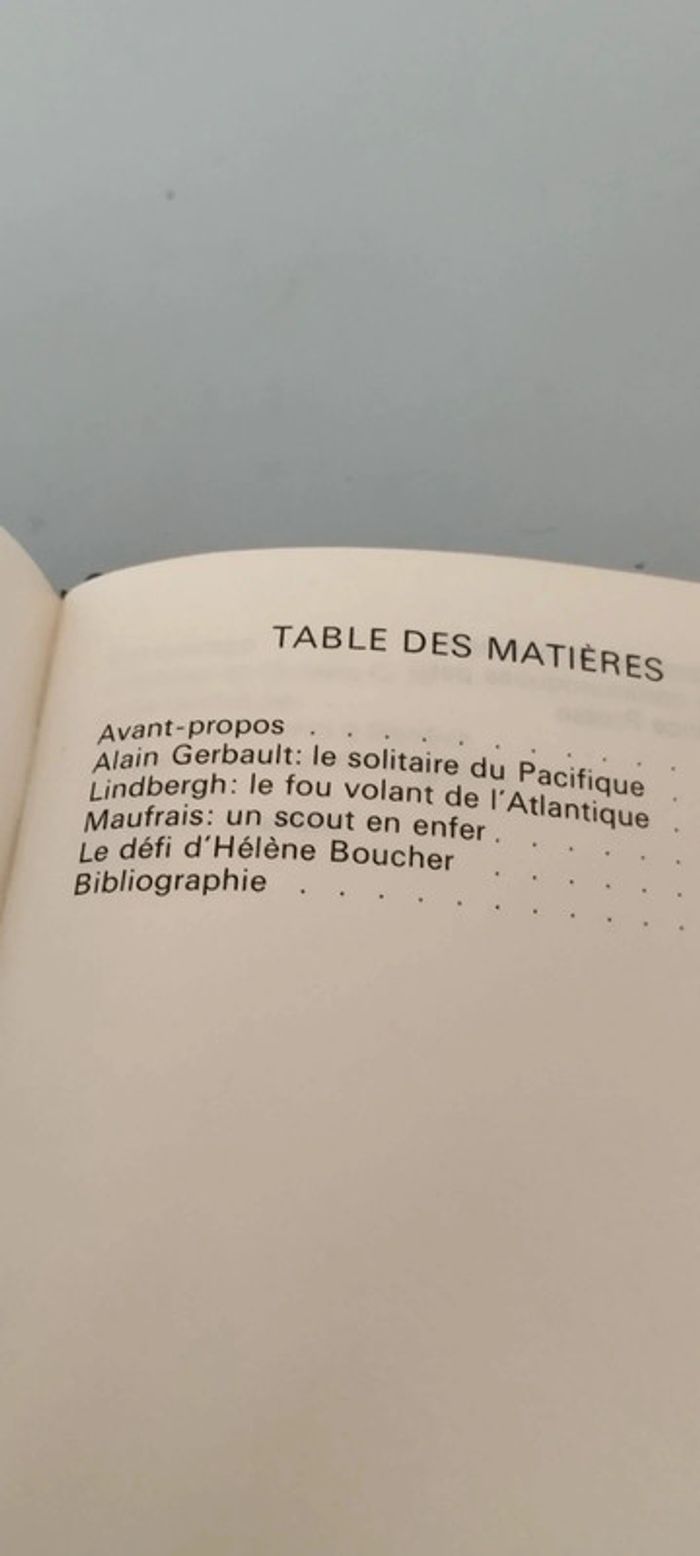 TABLE DES MATIÈRES
Avant-propos . . . . . . . . . .
Alain Gerbault: le solitaire du Pacifique .
Lindbergh: le fou volant de l'Atlantique .
Maufrais: un scout en enfer . . . . . .
Le défi d'Hélène Boucher . . . . . .
Bibliographie . . . . . . . . . . .